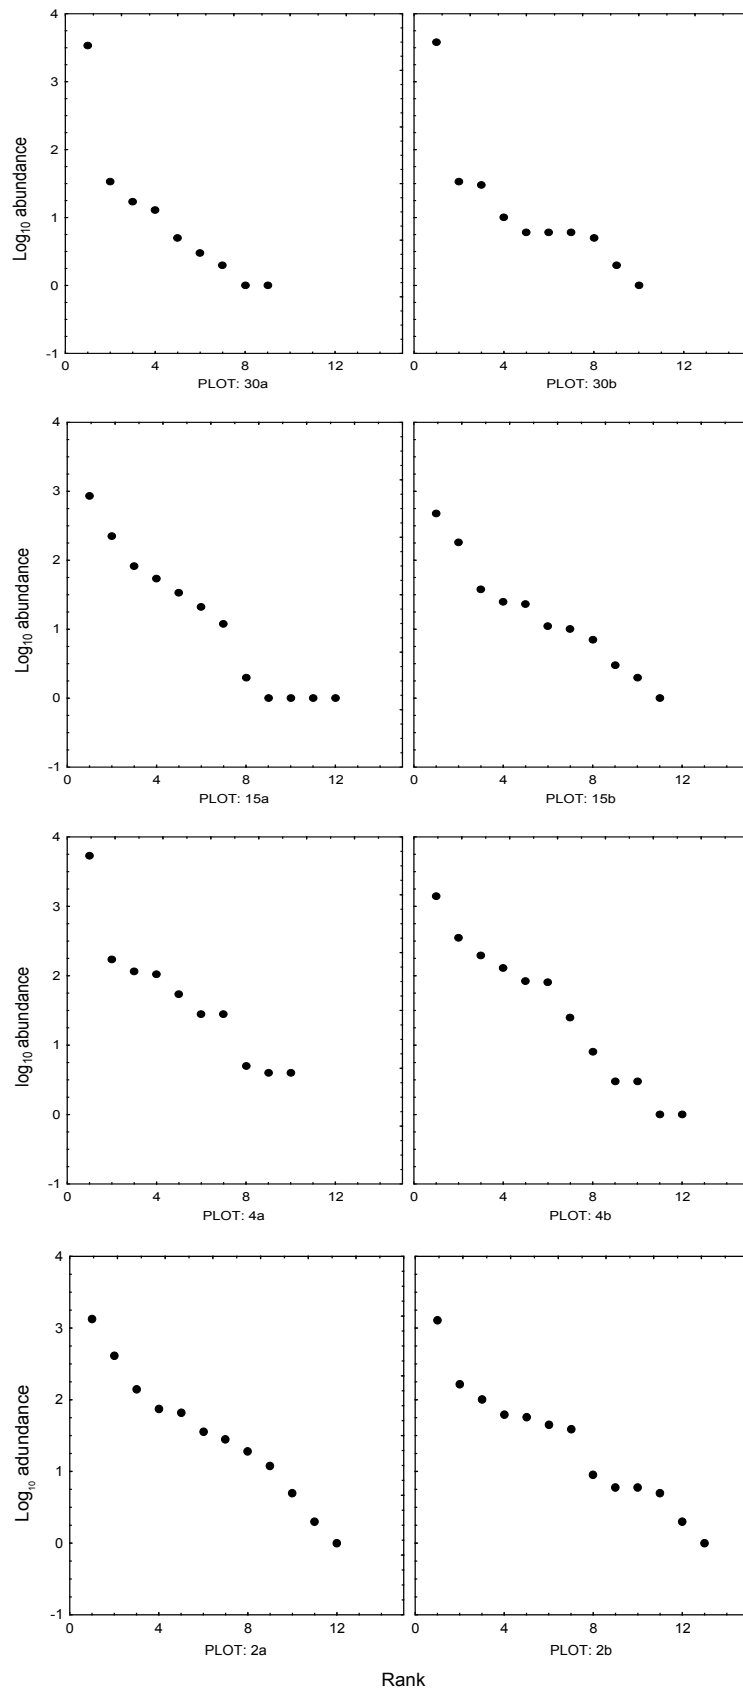 4
3
2
1
0
-1
Log10 abundance
0 4 8 12
PLOT: 30a
0 4 8 12
PLOT: 30b
4
3
2
1
0
-1
Log10 abundance
0 4 8 12
PLOT: 15a
0 4 8 12
PLOT: 15b
4
3
2
1
0
-1
log10 abundance
0 4 8 12
PLOT: 4a
0 4 8 12
PLOT: 4b
4
3
2
1
0
-1
Log10 adundance
0 4 8 12
PLOT: 2a
0 4 8 12
PLOT: 2b
Rank